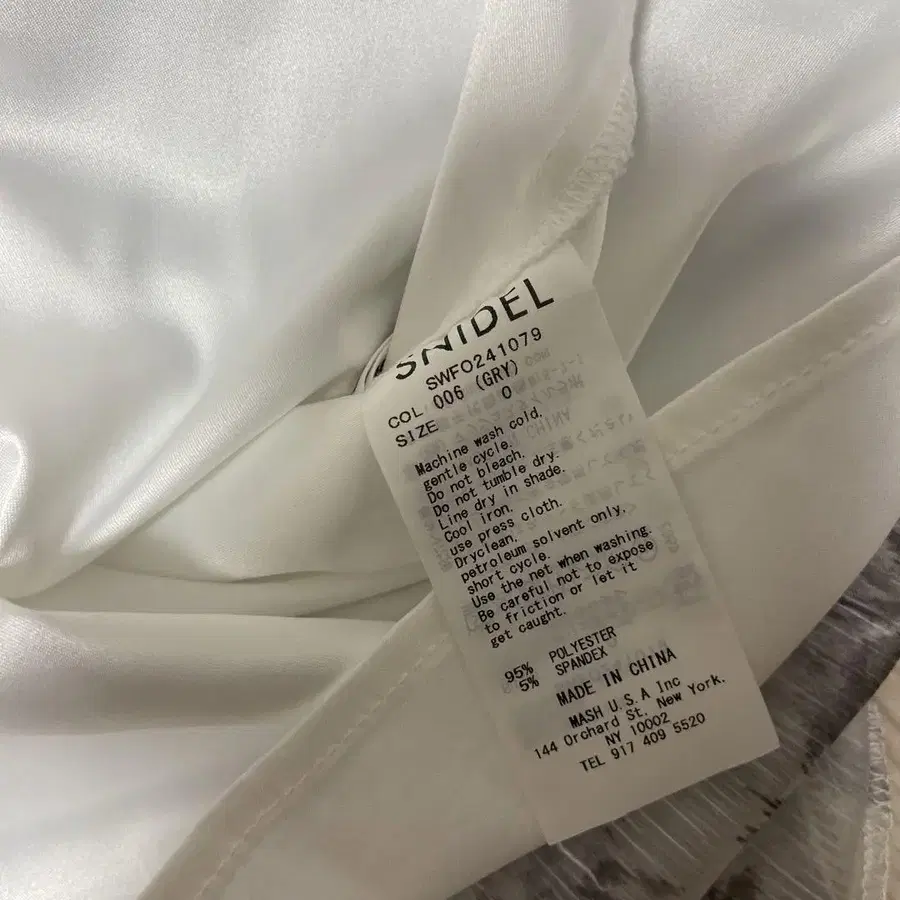 SNIDEL
SWFO241079
COL 006 (GRY)
SIZE 0
Machine wash cold.
gentle cycle.
Do not bleach.
Do not tumble dry.
Line dry in shade.
Cool iron.
use press cloth.
Dryclean.
petroleum solvent only.
short cycle.
Use the net when washing.
Be careful not to expose
to friction or let it
get caught.
95% POLYESTER
5% SPANDEX
MADE IN CHINA
MASH U.S.A Inc
144 Orchard St. New York.
NY 10002
TEL 917 409 5520